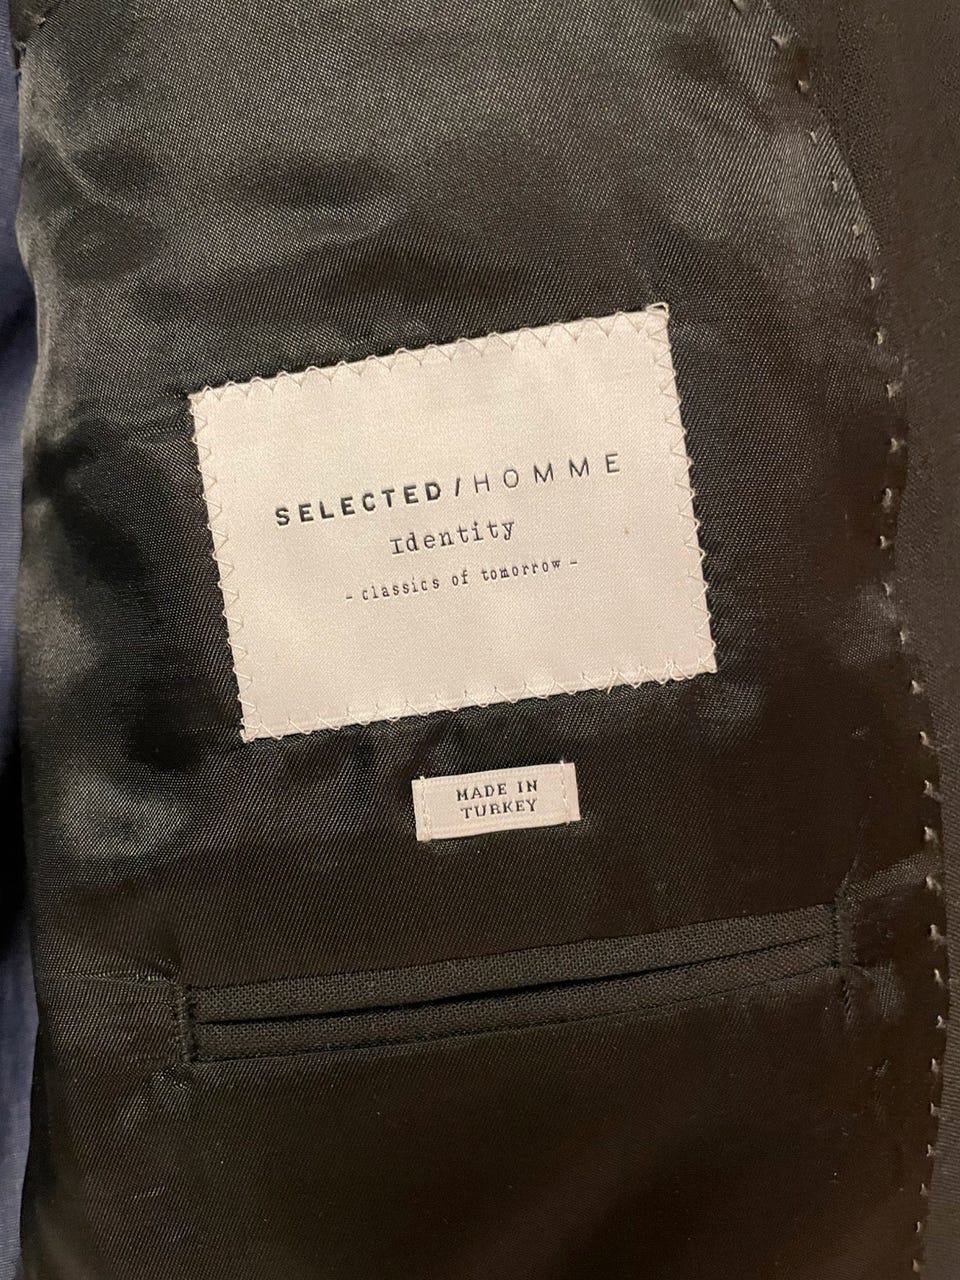 SELECTED/HOMME
Identity
- classics of tomorrow -
MADE IN
TURKEY